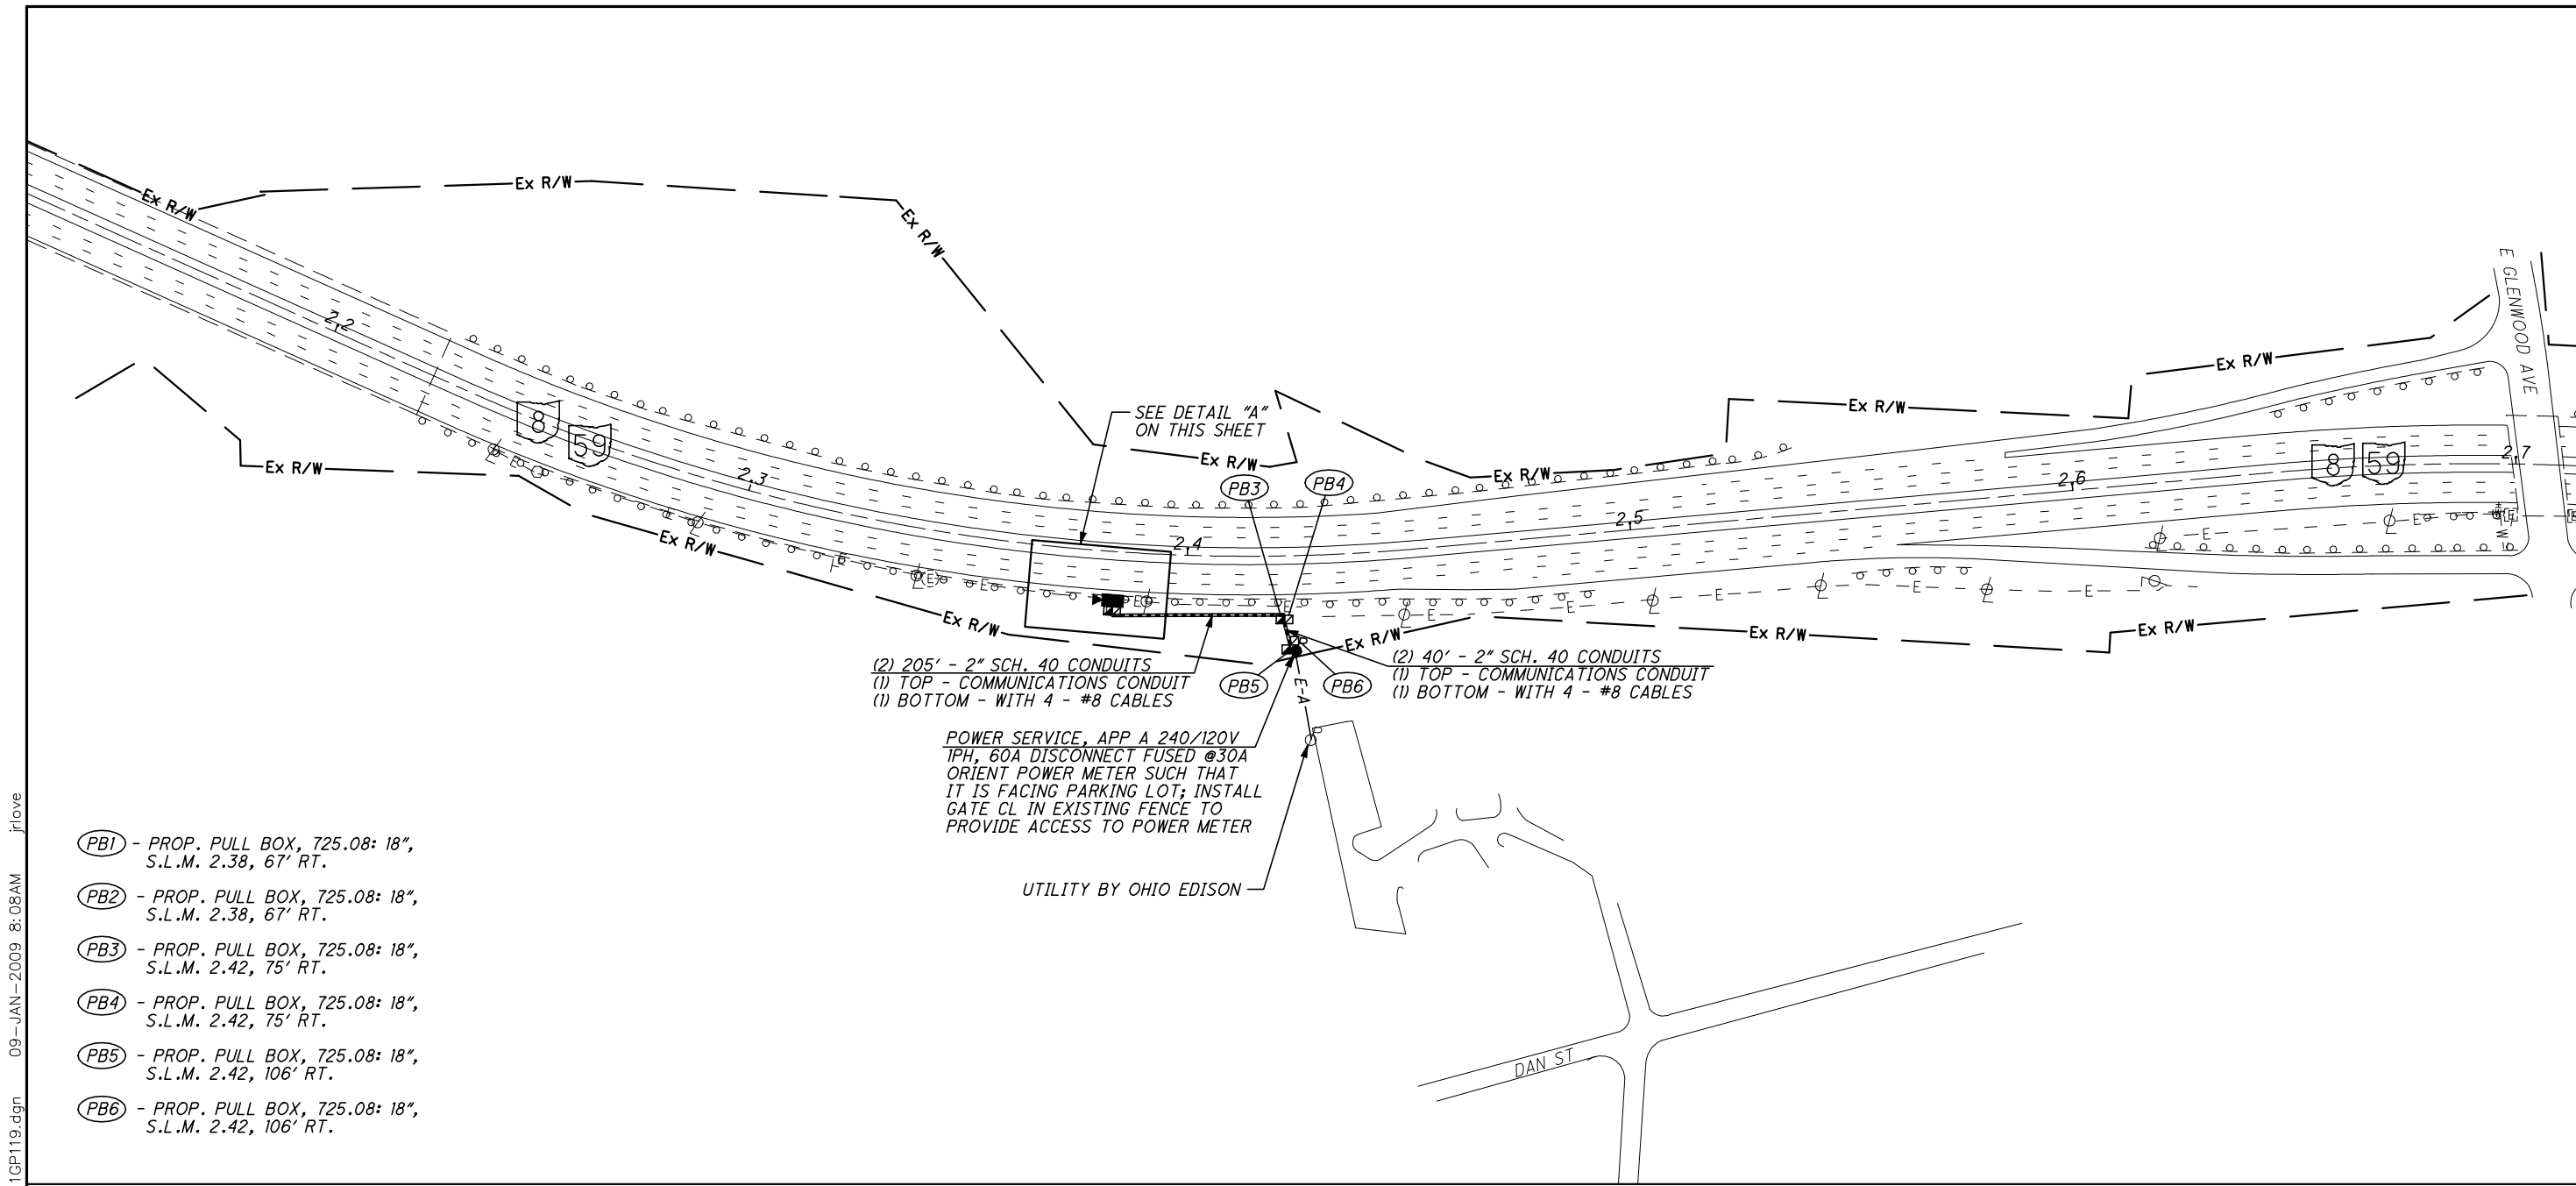 Ex R/W
Ex R/W
Ex R/W
E GLENWOOD AVE
2.2
Ex R/W
8
59
SEE DETAIL "A"
ON THIS SHEET
Ex R/W
Ex R/W
Ex R/W
8
59
2.7
Ex R/W
2.3
PB3
PB4
2.6
2.5
2.4
E
(E)
E
E
E
E
E
E
E
E
E
E
Ex R/W
Ex R/W
Ex R/W
Ex R/W
Ex R/W
(2) 205' - 2" SCH. 40 CONDUITS
(1) TOP - COMMUNICATIONS CONDUIT
(1) BOTTOM - WITH 4 - #8 CABLES
PB5
PB6
E-A
(2) 40' - 2" SCH. 40 CONDUITS
(1) TOP - COMMUNICATIONS CONDUIT
(1) BOTTOM - WITH 4 - #8 CABLES
POWER SERVICE, APP A 240/120V
1PH, 60A DISCONNECT FUSED @30A
ORIENT POWER METER SUCH THAT
IT IS FACING PARKING LOT; INSTALL
GATE CL IN EXISTING FENCE TO
PROVIDE ACCESS TO POWER METER
UTILITY BY OHIO EDISON
DAN ST
PB1 - PROP. PULL BOX, 725.08: 18",
S.L.M. 2.38, 67' RT.
PB2 - PROP. PULL BOX, 725.08: 18",
S.L.M. 2.38, 67' RT.
PB3 - PROP. PULL BOX, 725.08: 18",
S.L.M. 2.42, 75' RT.
PB4 - PROP. PULL BOX, 725.08: 18",
S.L.M. 2.42, 75' RT.
PB5 - PROP. PULL BOX, 725.08: 18",
S.L.M. 2.42, 106' RT.
PB6 - PROP. PULL BOX, 725.08: 18",
S.L.M. 2.42, 106' RT.
1GP119.dgn 09-JAN-2009 8:08AM jrlove